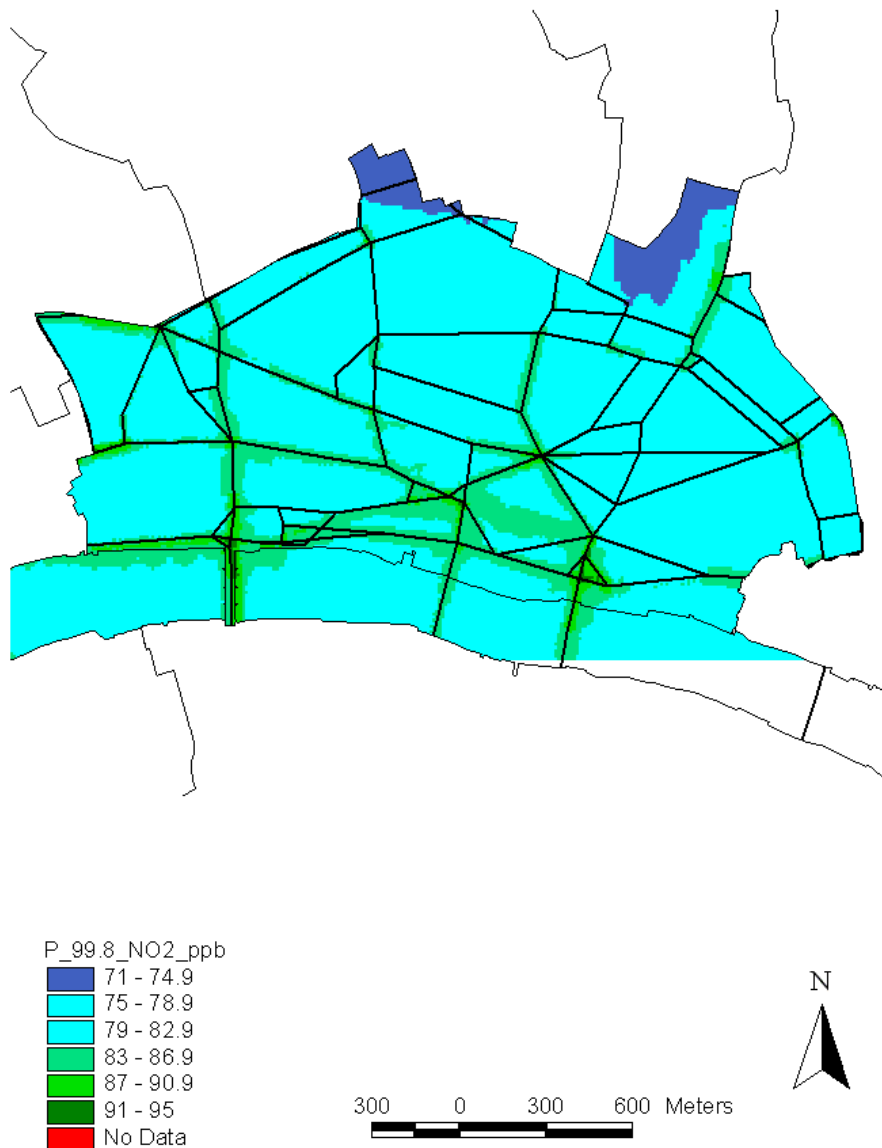 P_99.8_NO2_ppb
71 - 74.9
75 - 78.9
79 - 82.9
83 - 86.9
87 - 90.9
91 - 95
No Data
N
300 0 300 600 Meters